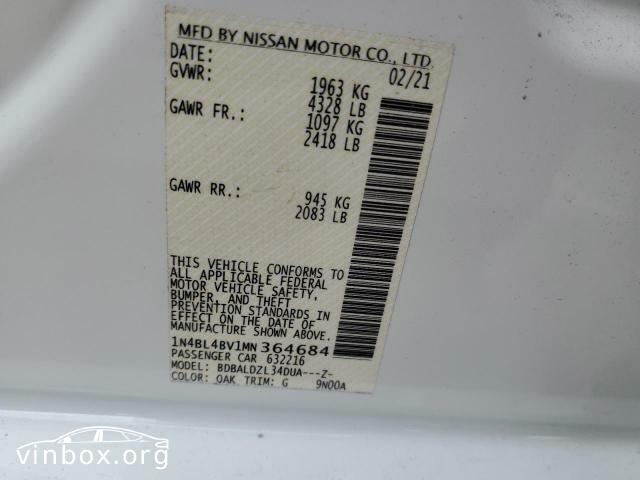 MFD BY NISSAN MOTOR CO., LTD.
DATE: 02/21
GVWR: 1963 KG
4328 LB
GAWR FR.: 1097 KG
2418 LB
GAWR RR.: 945 KG
2083 LB
THIS VEHICLE CONFORMS TO
ALL APPLICABLE FEDERAL
MOTOR VEHICLE SAFETY,
BUMPER, AND THEFT
PREVENTION STANDARDS IN
EFFECT ON THE DATE OF
MANUFACTURE SHOWN ABOVE.
1N4BL4BV1MN364684
PASSENGER CAR 632216
MODEL: BDBALDZL34DUA---Z-
COLOR: QAK TRIM: G 9N00A
vinbox.org